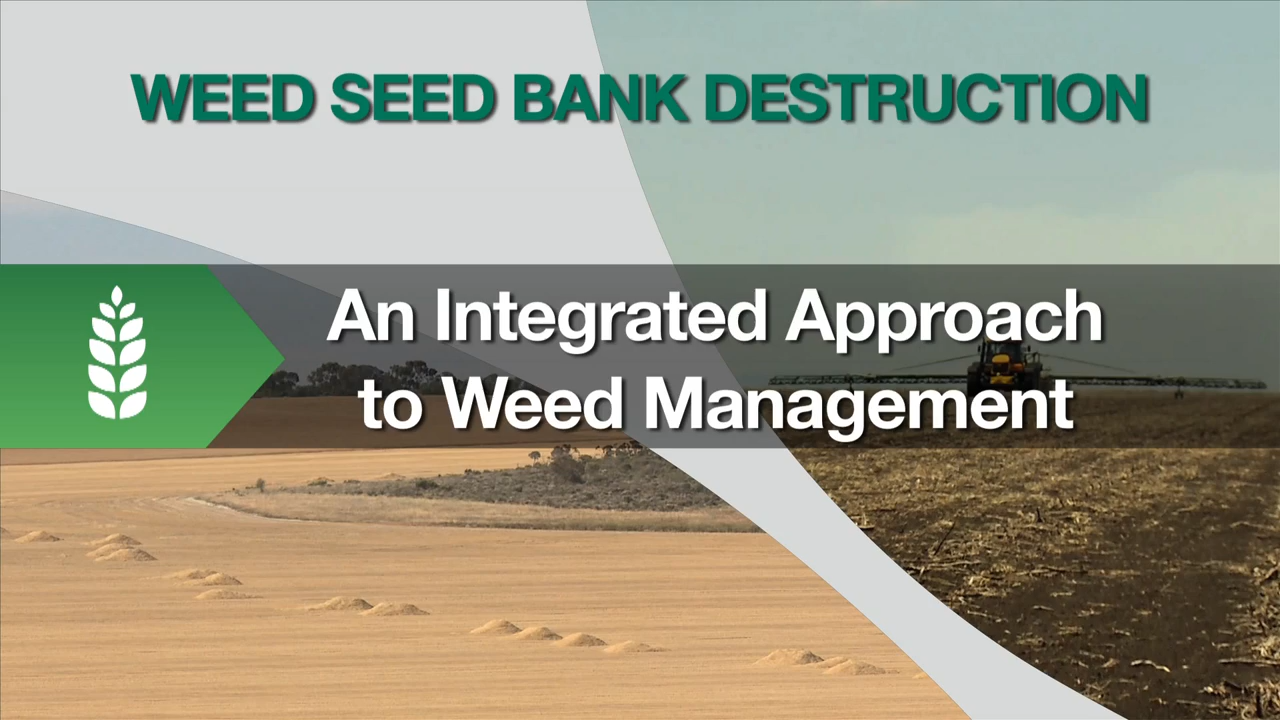 WEED SEED BANK DESTRUCTION
An Integrated Approach
to Weed Management